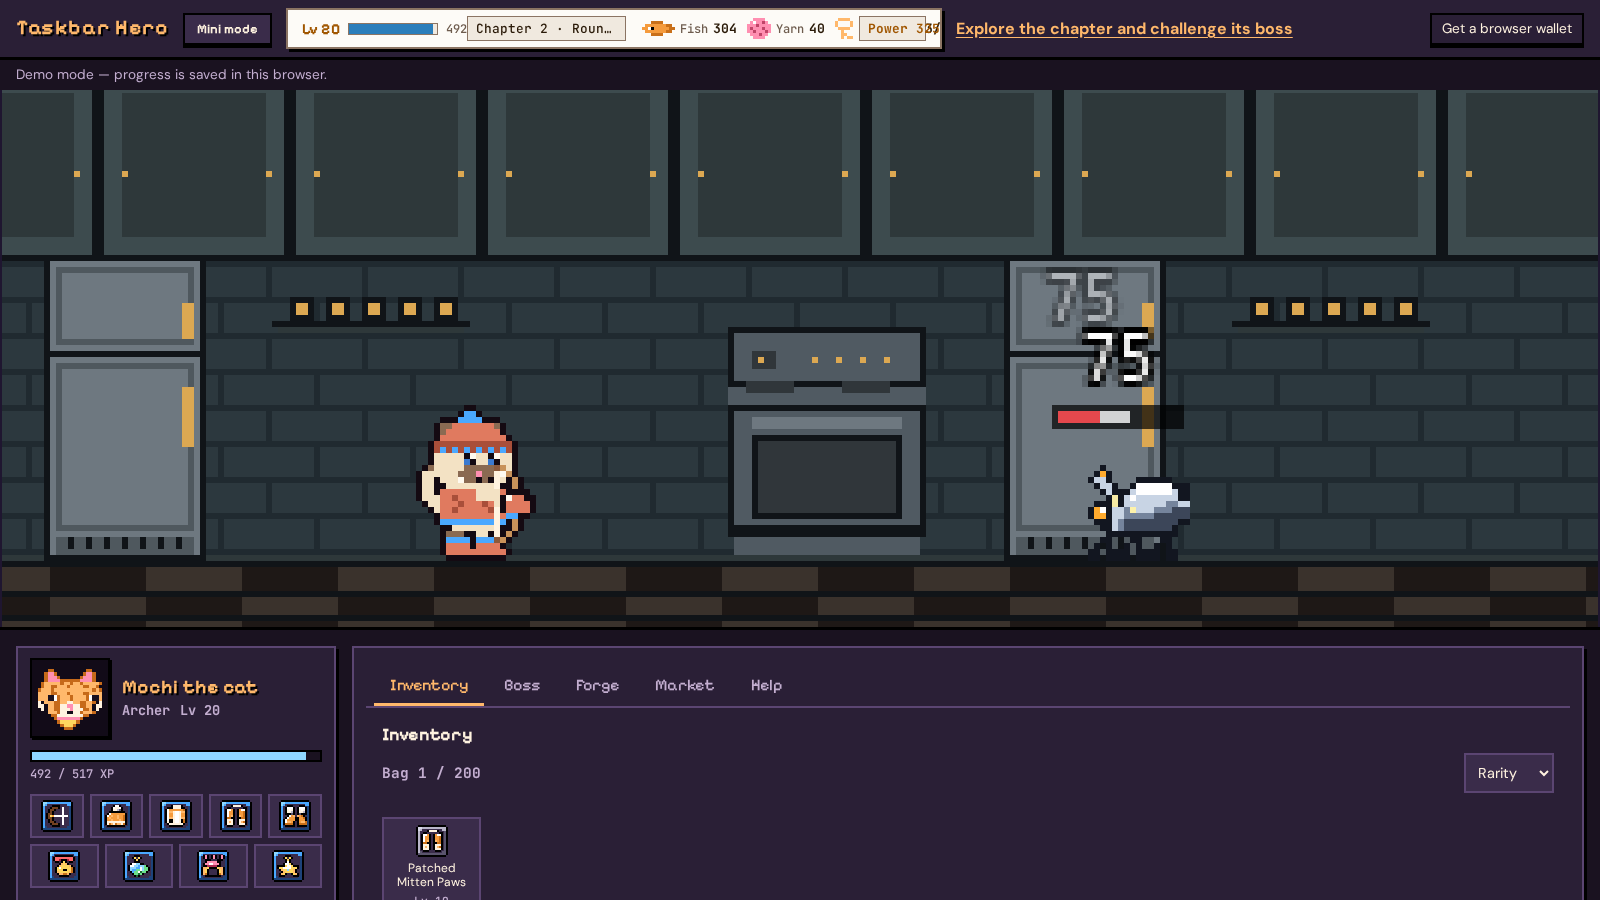 Taskbar Hero
Mini mode
Lv 20
492
Chapter 2 · Roun…
Fish 304
Yarn 40
Power
Explore the chapter and challenge its boss
Get a browser wallet
Demo mode — progress is saved in this browser.
75
75
Mochi the cat
Archer Lv 20
492 / 517 XP
Inventory
Boss
Forge
Market
Help
Inventory
Bag 1 / 200
Rarity
Patched
Mitten Paws